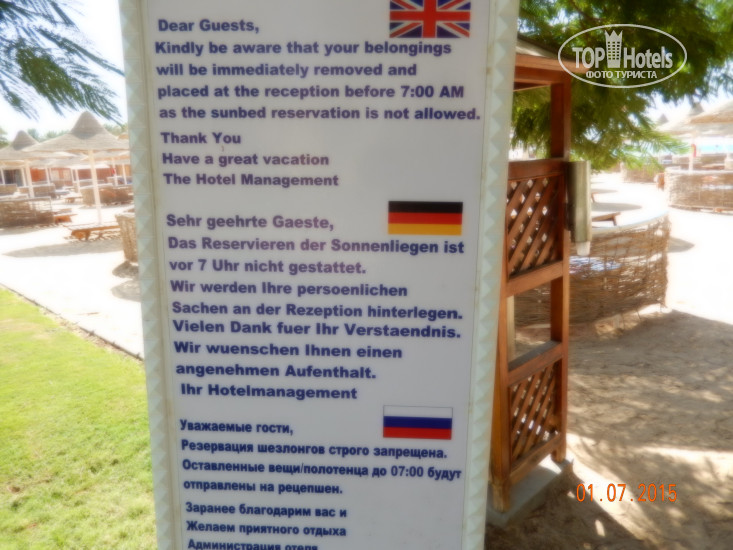 Dear Guests,
Kindly be aware that your belongings
will be immediately removed and
placed at the reception before 7:00 AM
as the sunbed reservation is not allowed.
Thank You
Have a great vacation
The Hotel Management
Sehr geehrte Gaeste,
Das Reservieren der Sonnenliegen ist
vor 7 Uhr nicht gestattet.
Wir werden Ihre persoenlichen
Sachen an der Rezeption hinterlegen.
Vielen Dank fuer Ihr Verstaendnis.
Wir wuenschen Ihnen einen
angenehmen Aufenthalt.
Ihr Hotelmanagement
Уважаемые гости,
Резервация шезлонгов строго запрещена.
Оставленные вещи/полотенца до 07:00 будут
отправлены на рецепшен.
Заранее благодарим вас и
Желаем приятного отдыха
Администрация отеля
TOP Hotels
ФОТО ТУРИСТА
01.07.2015